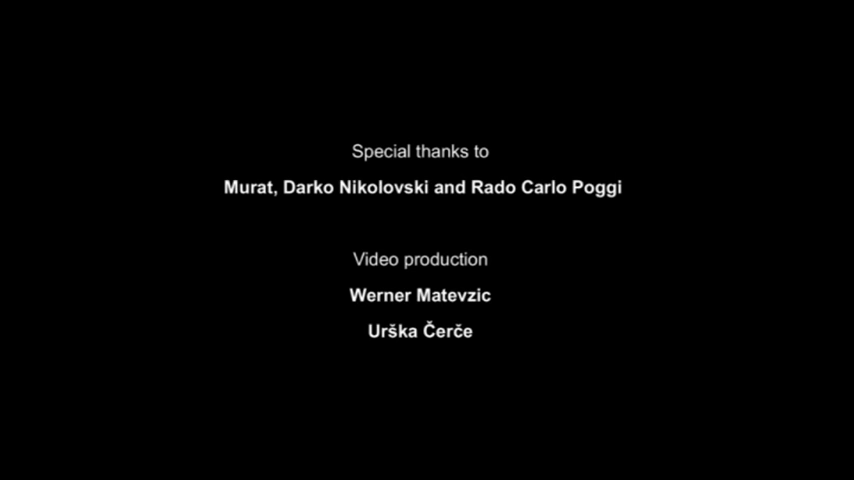 Special thanks to
Murat, Darko Nikolovski and Rado Carlo Poggi
Video production
Werner Matevzic
Urška Čerče